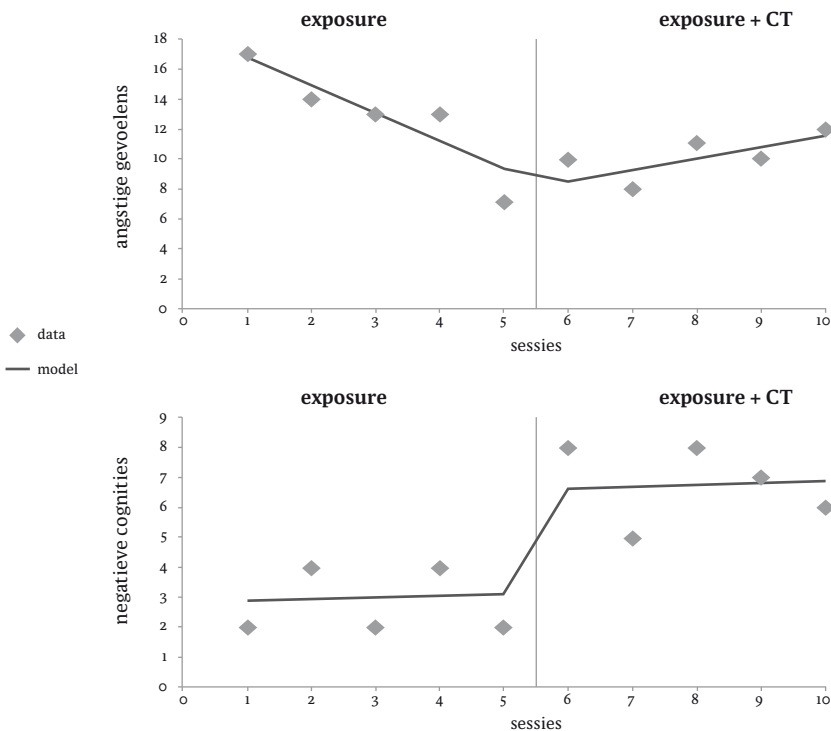 exposure exposure + CT
angstige gevoelens
18
16
14
12
10
8
6
4
2
0
0 1 2 3 4 5 6 7 8 9 10
sessies
data
model
exposure exposure + CT
negatieve cognities
9
8
7
6
5
4
3
2
1
0
0 1 2 3 4 5 6 7 8 9 10
sessies